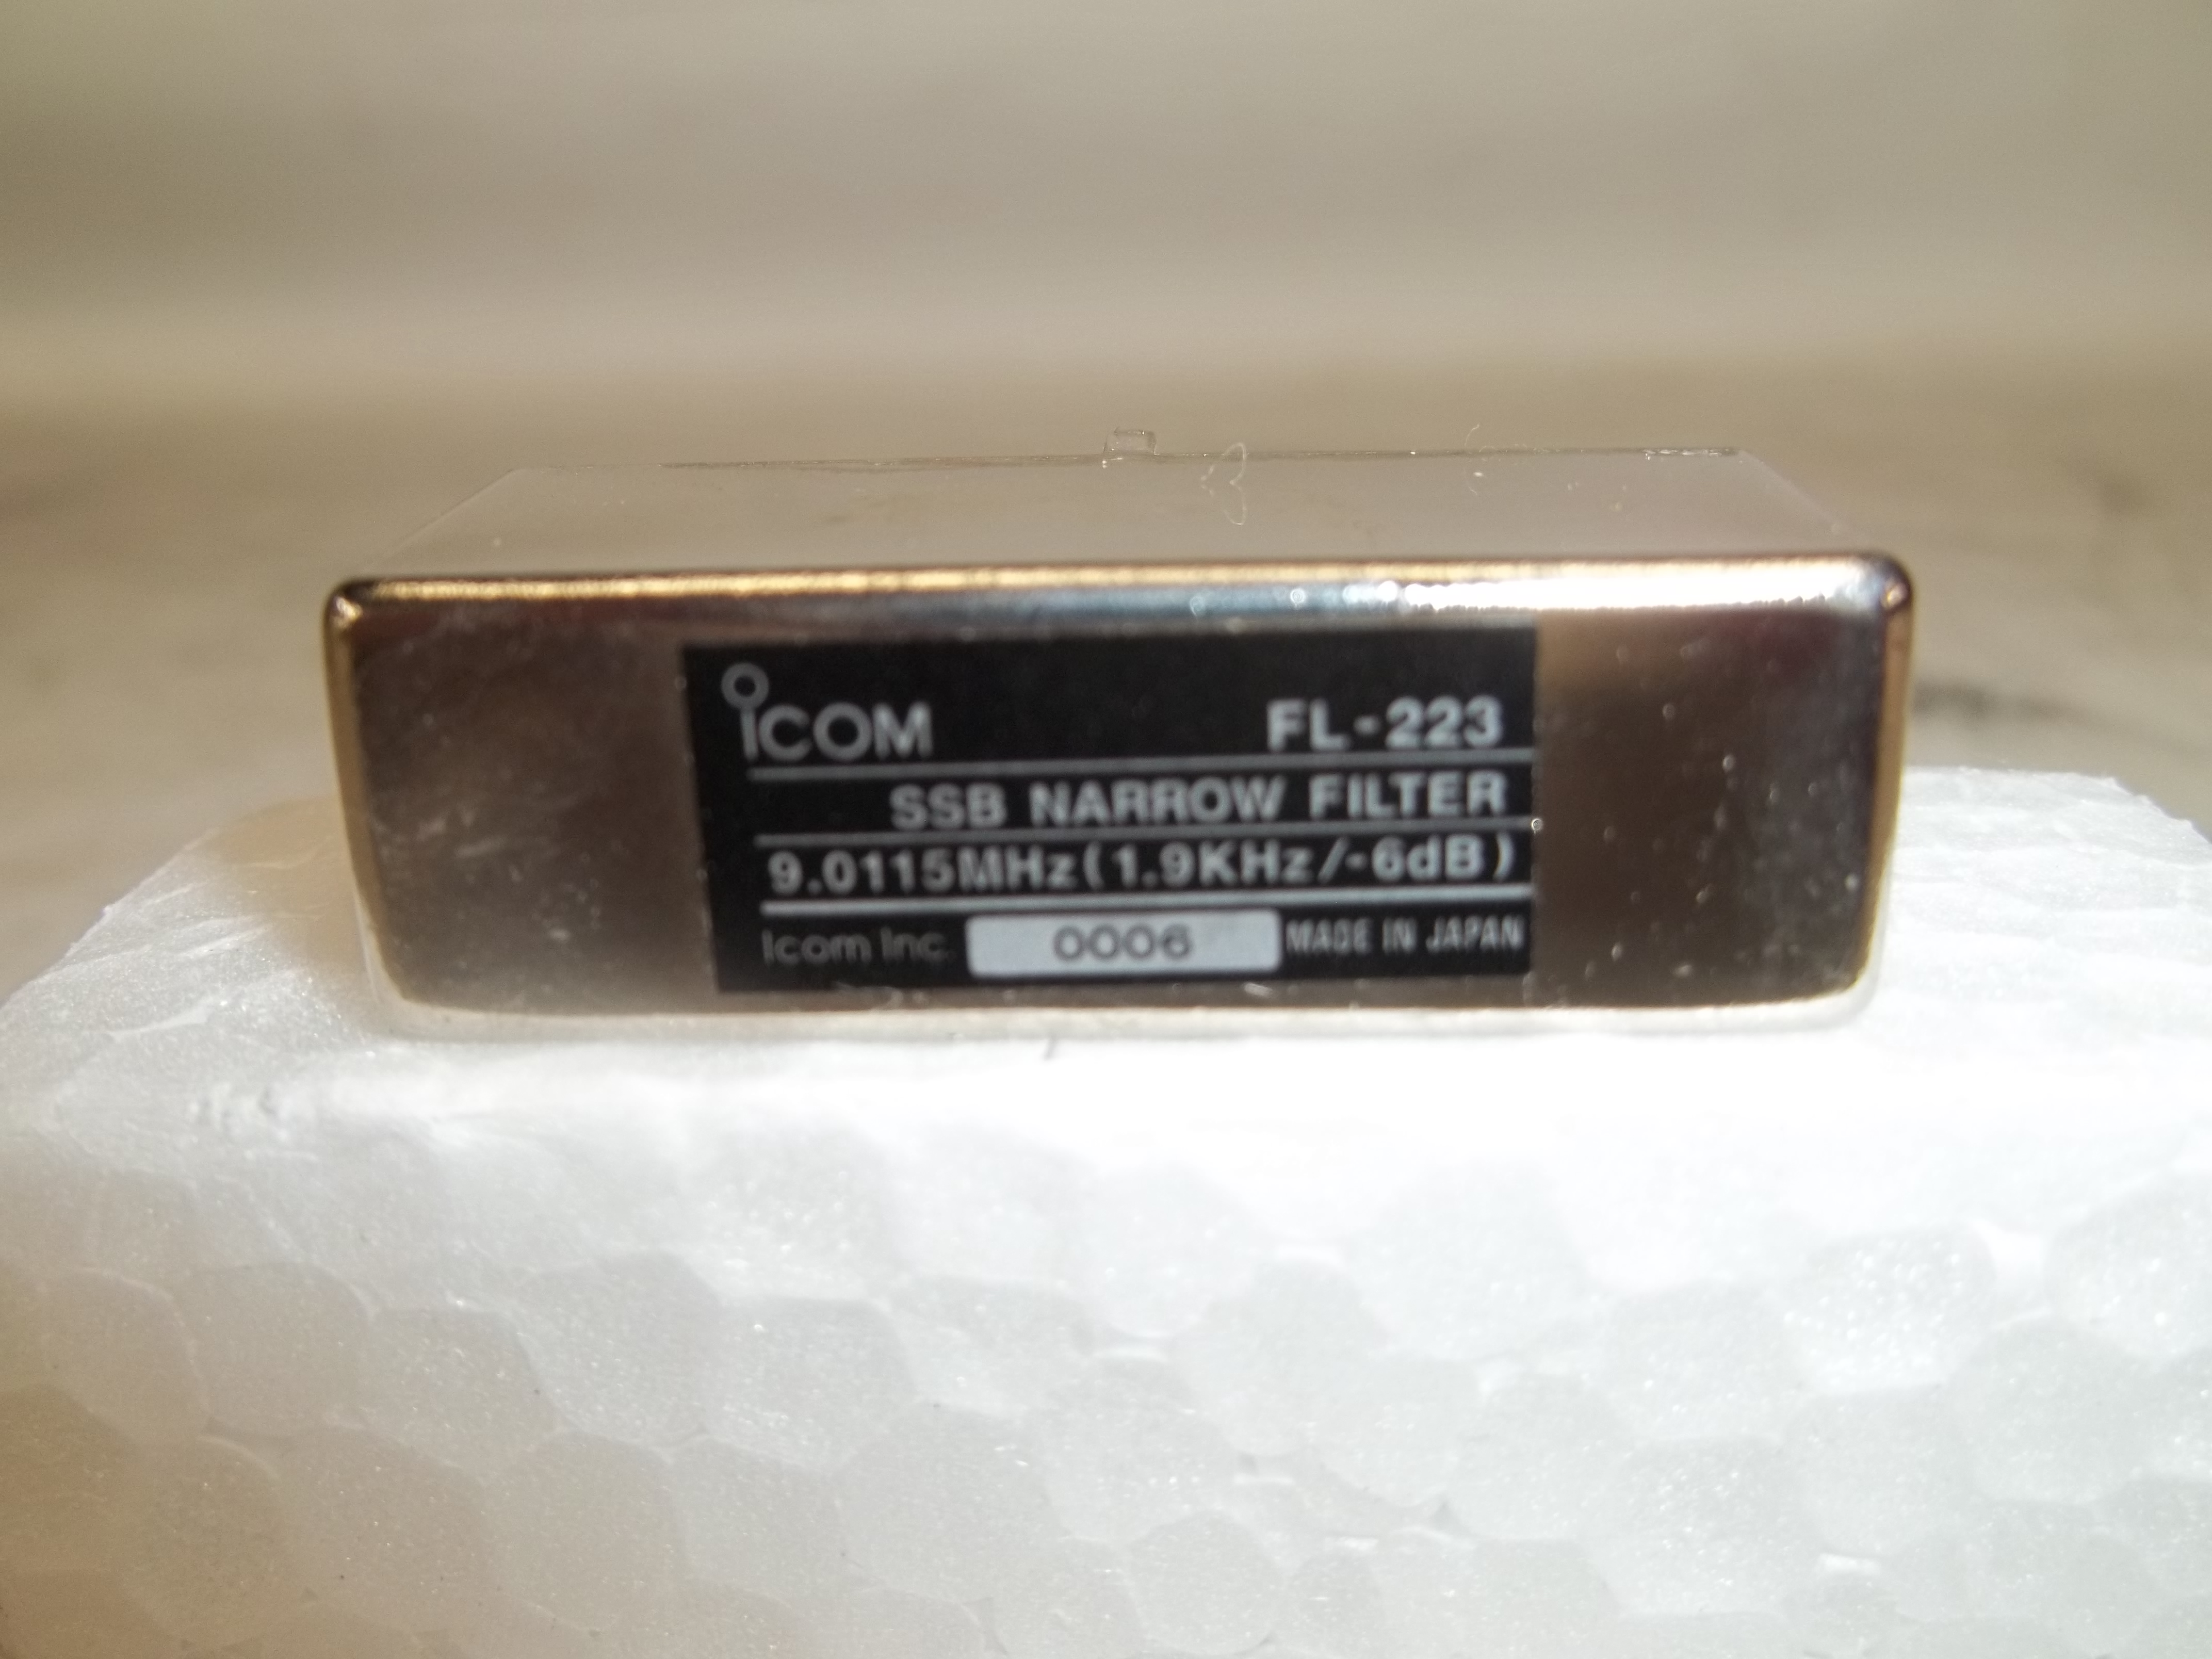 ICOM FL-223
SSB NARROW FILTER
9.0115MHz(1.9KHz/-6dB)
Icom Inc. 0006 MADE IN JAPAN